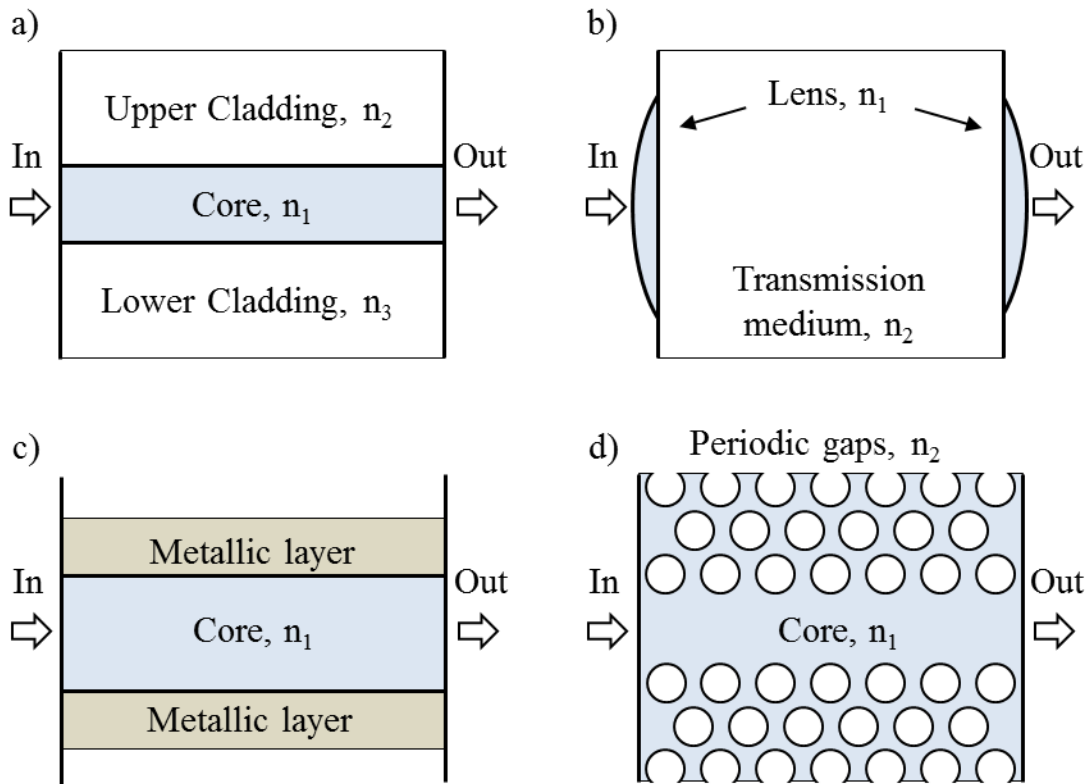 a)
Upper Cladding, n₂
In
Out
Core, n₁
Lower Cladding, n₃
b)
Lens, n₁
In
Out
Transmission
medium, n₂
c)
Metallic layer
In
Out
Core, n₁
Metallic layer
d)
Periodic gaps, n₂
In
Out
Core, n₁